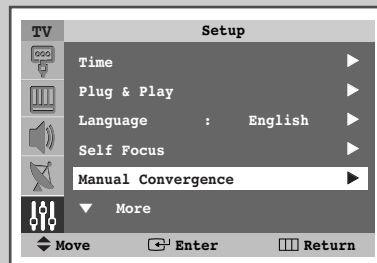 TV Setup
Time
Plug & Play
Language : English
Self Focus
Manual Convergence
More
Move Enter Return